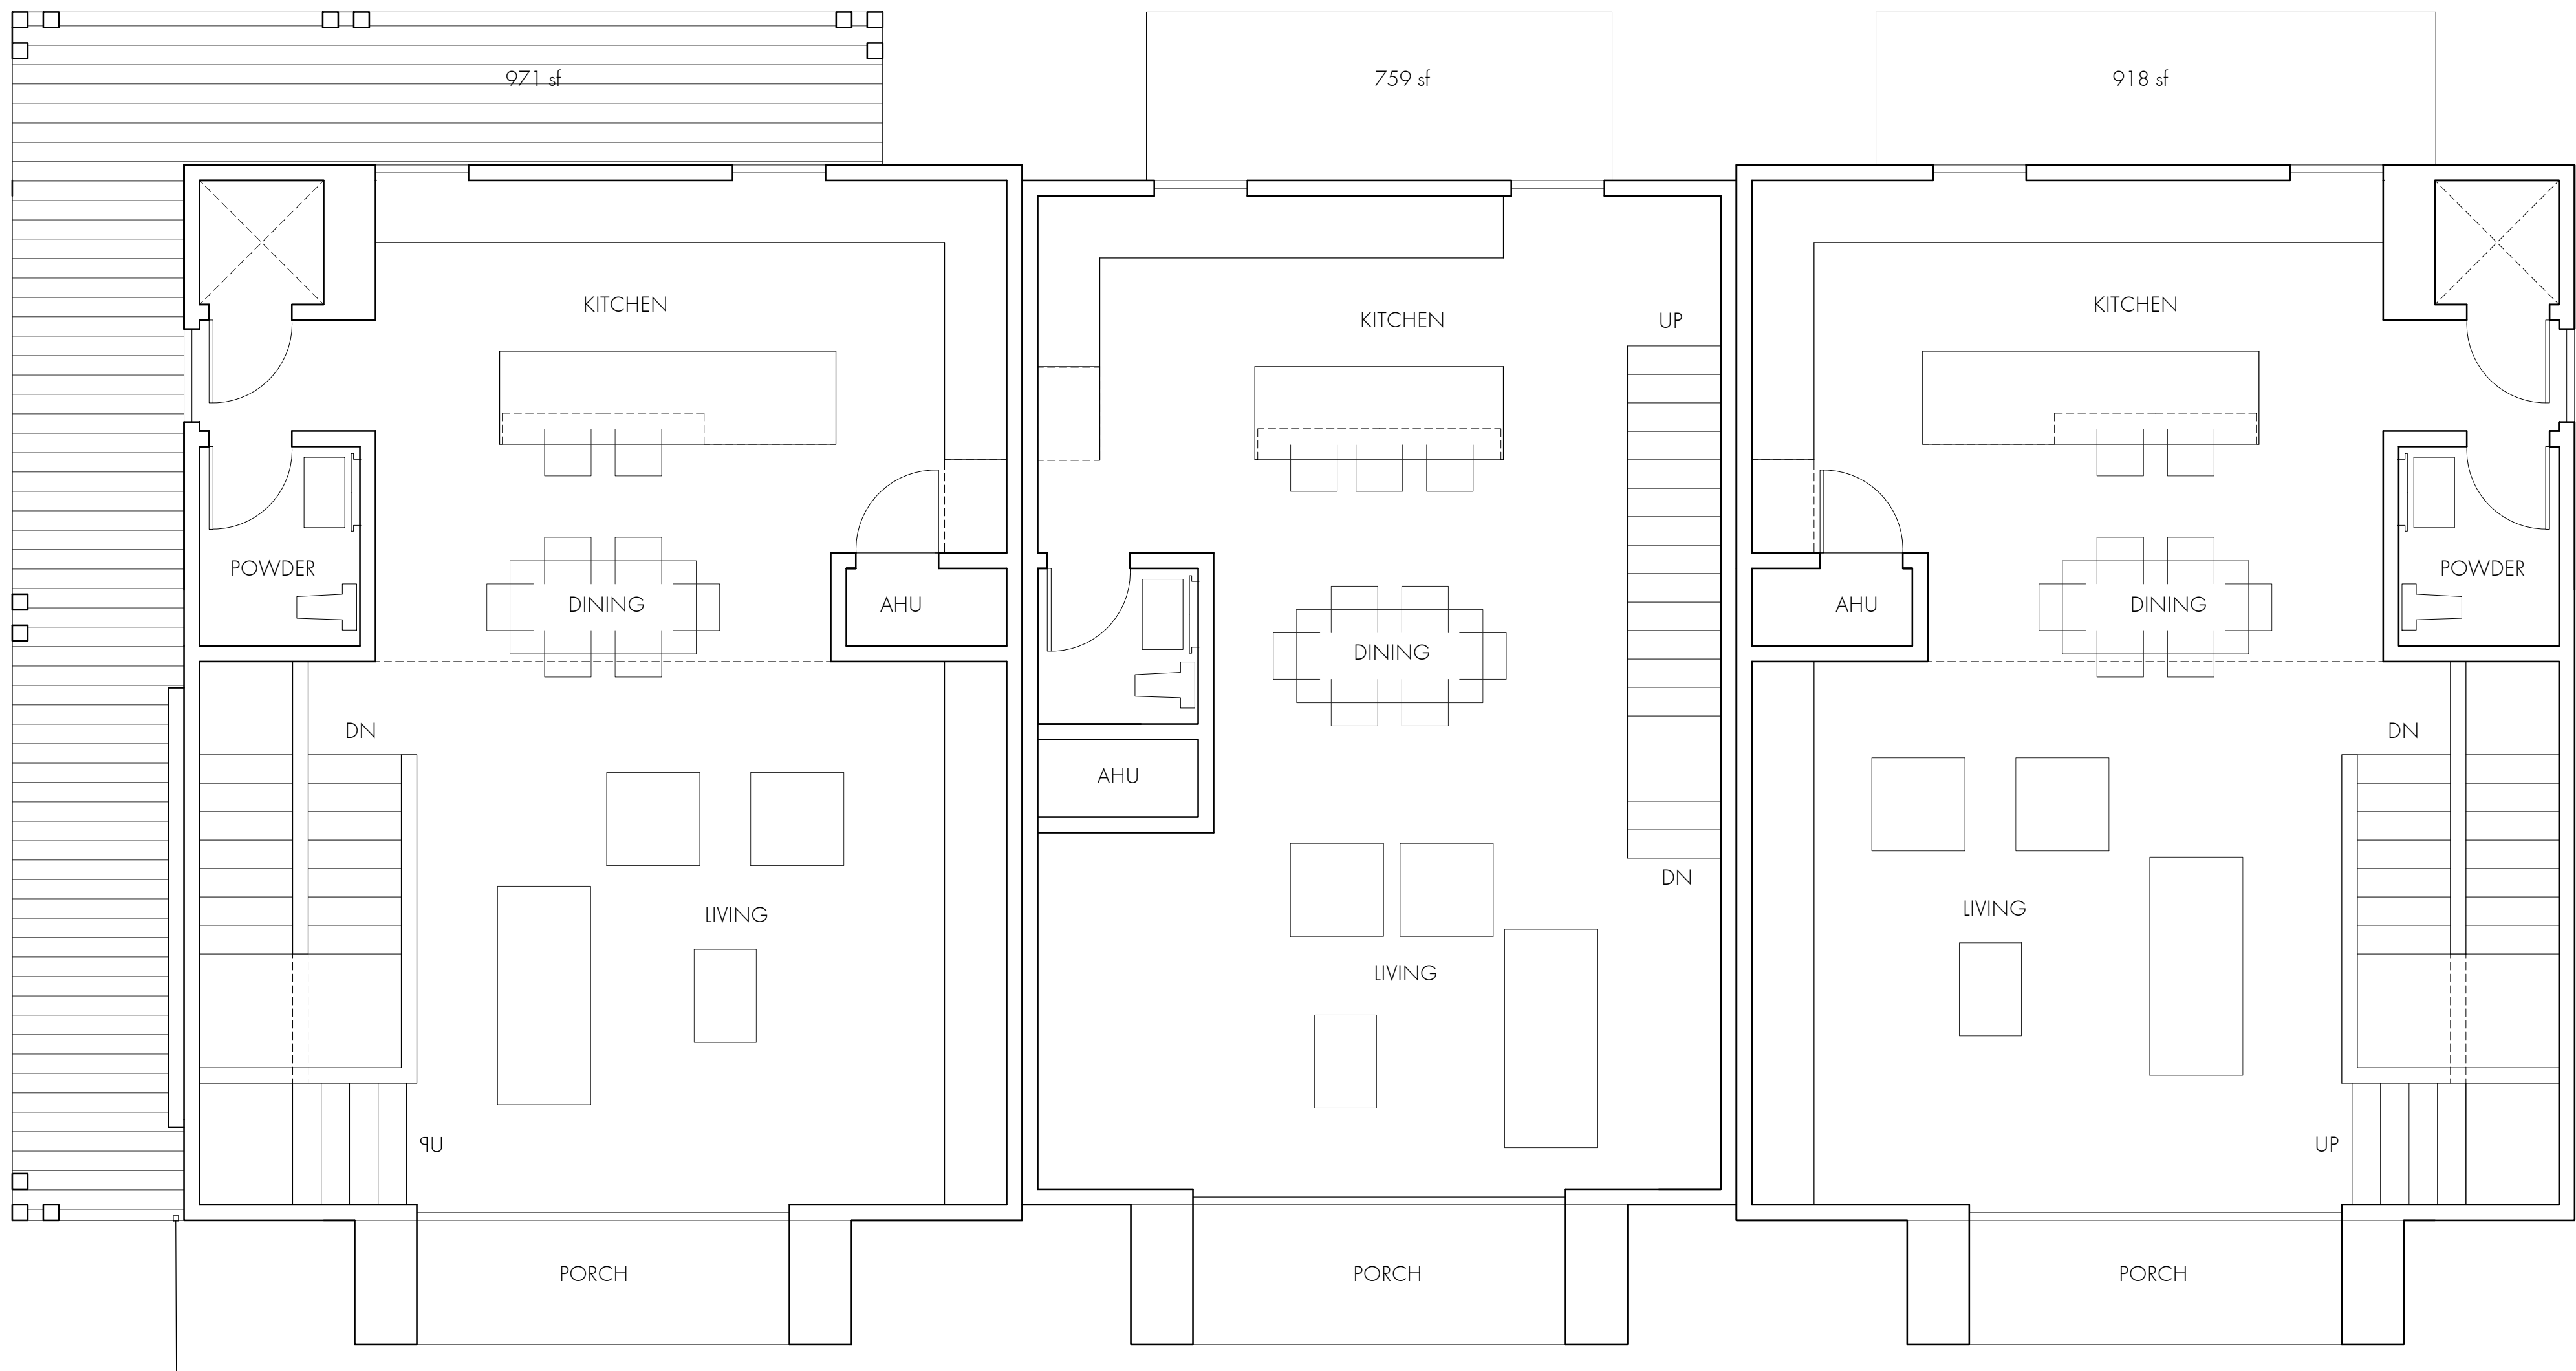 971 sf
759 sf
918 sf
KITCHEN
KITCHEN
UP
KITCHEN
POWDER
DINING
AHU
DINING
AHU
DINING
POWDER
DN
AHU
DN
LIVING
DN
LIVING
LIVING
UP
UP
PORCH
PORCH
PORCH